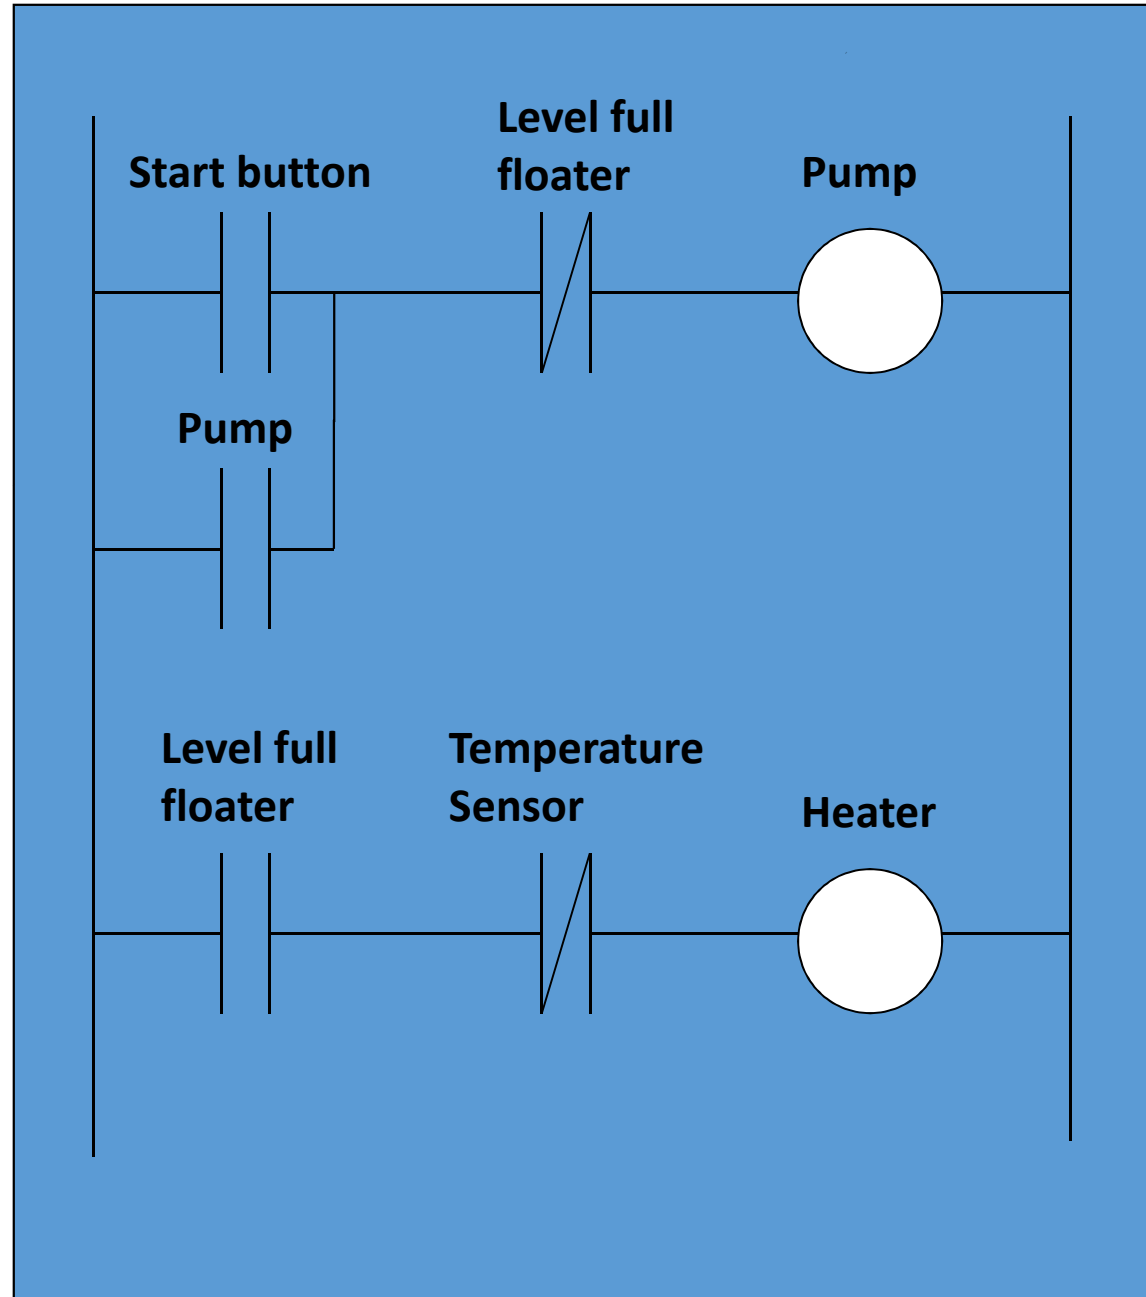 Level full
floater
Start button
Pump
Pump
Level full
floater
Temperature
Sensor
Heater